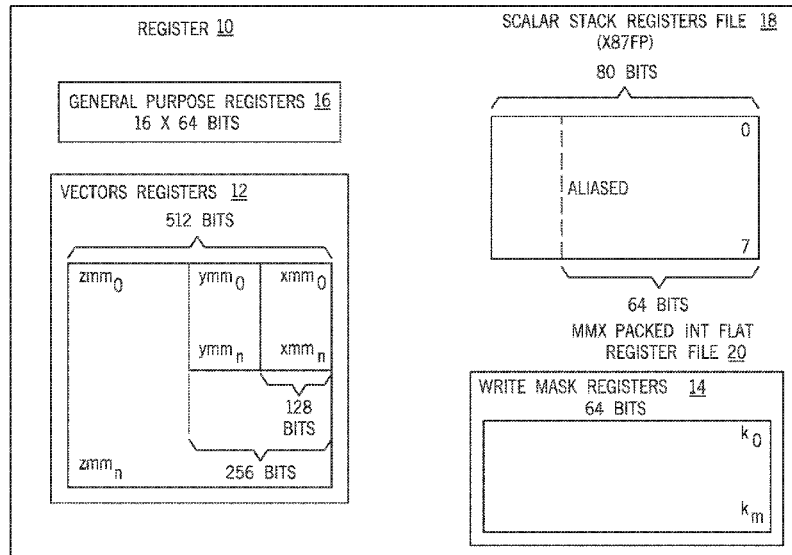 REGISTER 10
GENERAL PURPOSE REGISTERS 16
16 X 64 BITS
VECTORS REGISTERS 12
512 BITS
zmm0 ymm0 xmm0
ymmn xmmn
128
BITS
256 BITS
zmmn
SCALAR STACK REGISTERS FILE 18
(X87FP)
80 BITS
0
ALIASED
7
64 BITS
MMX PACKED INT FLAT
REGISTER FILE 20
WRITE MASK REGISTERS 14
64 BITS
k0
km